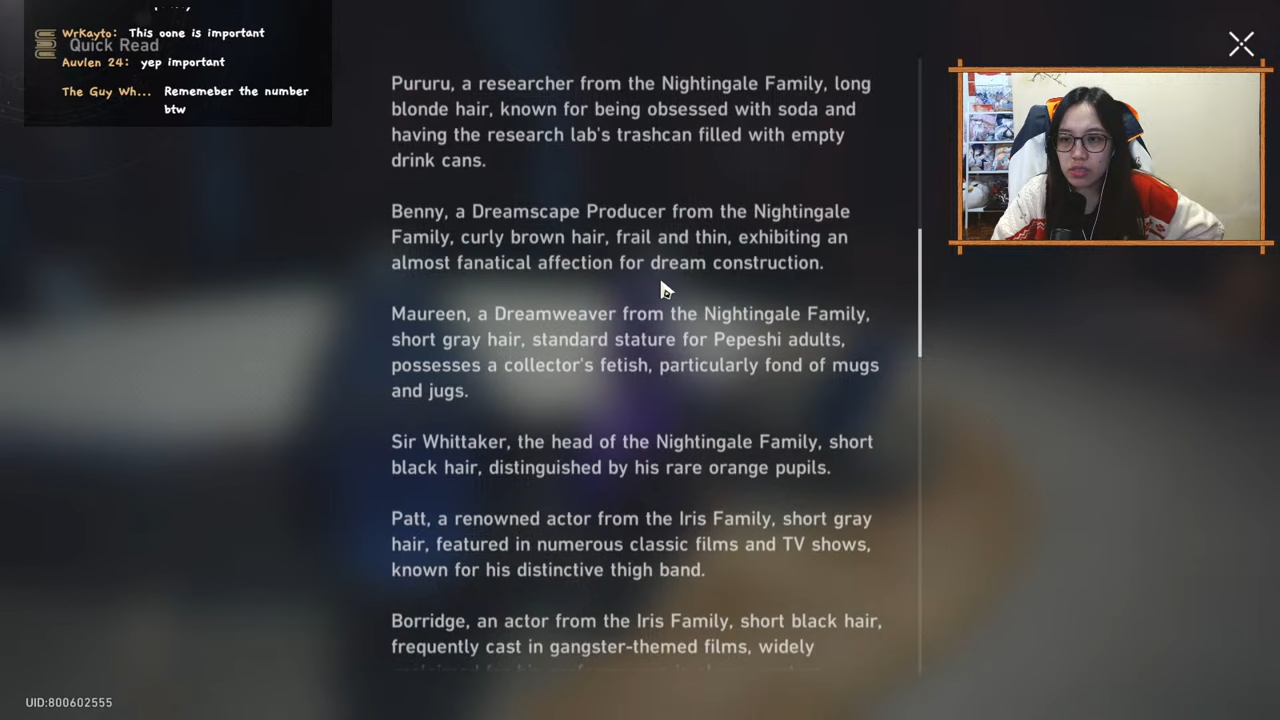 WrKayto: This oone is important
Quick Read
Auvlen 24: yep important
The Guy Wh... Rememeber the number
btw
Pururu, a researcher from the Nightingale Family, long
blonde hair, known for being obsessed with soda and
having the research lab's trashcan filled with empty
drink cans.
Benny, a Dreamscape Producer from the Nightingale
Family, curly brown hair, frail and thin, exhibiting an
almost fanatical affection for dream construction.
Maureen, a Dreamweaver from the Nightingale Family,
short gray hair, standard stature for Pepeshi adults,
possesses a collector's fetish, particularly fond of mugs
and jugs.
Sir Whittaker, the head of the Nightingale Family, short
black hair, distinguished by his rare orange pupils.
Patt, a renowned actor from the Iris Family, short gray
hair, featured in numerous classic films and TV shows,
known for his distinctive thigh band.
Borridge, an actor from the Iris Family, short black hair,
frequently cast in gangster-themed films, widely
UID:800602555